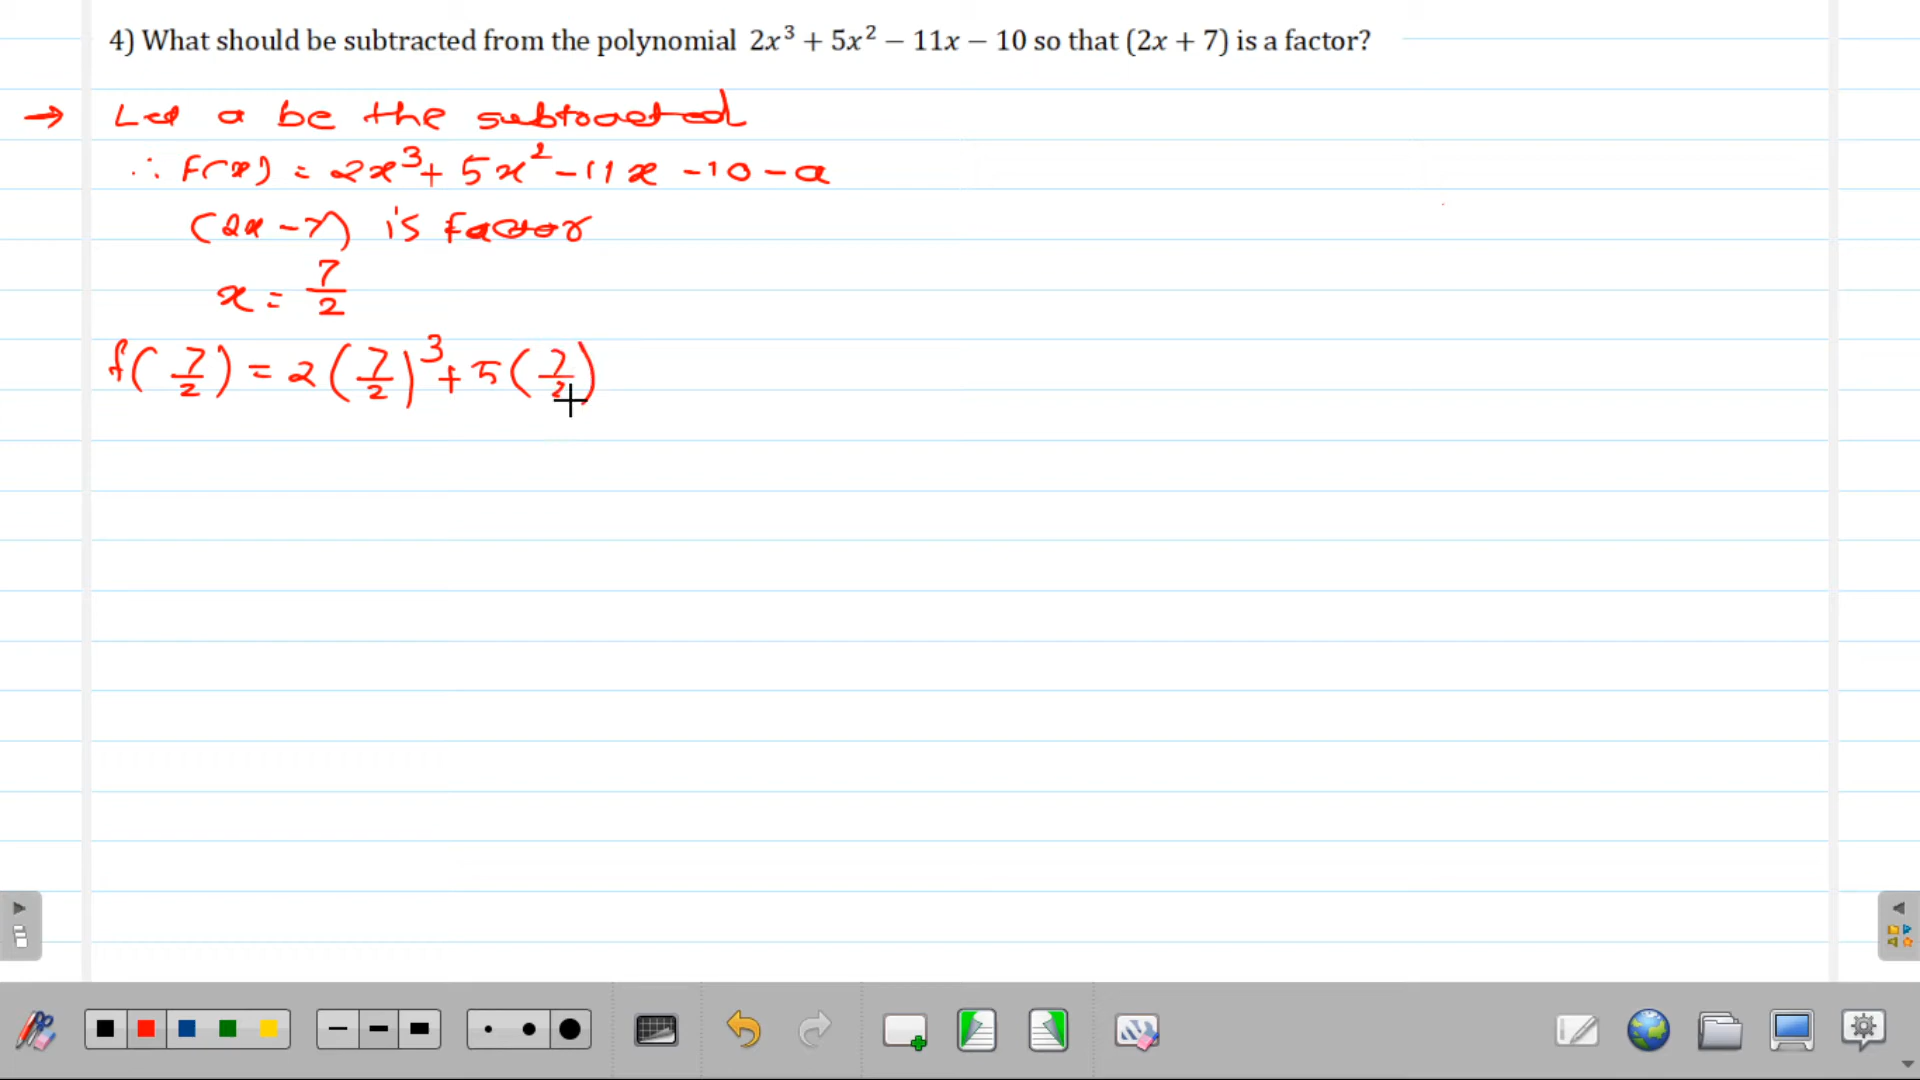 4) What should be subtracted from the polynomial 2x³ + 5x² − 11x − 10 so that (2x + 7) is a factor?
→ Let a be the subtracted
∴ F(x) = 2x³ + 5x² - 11x - 10 - a
(2x - 7) is factor
x = 7/2
f(7/2) = 2(7/2)³ + 5(7/2)